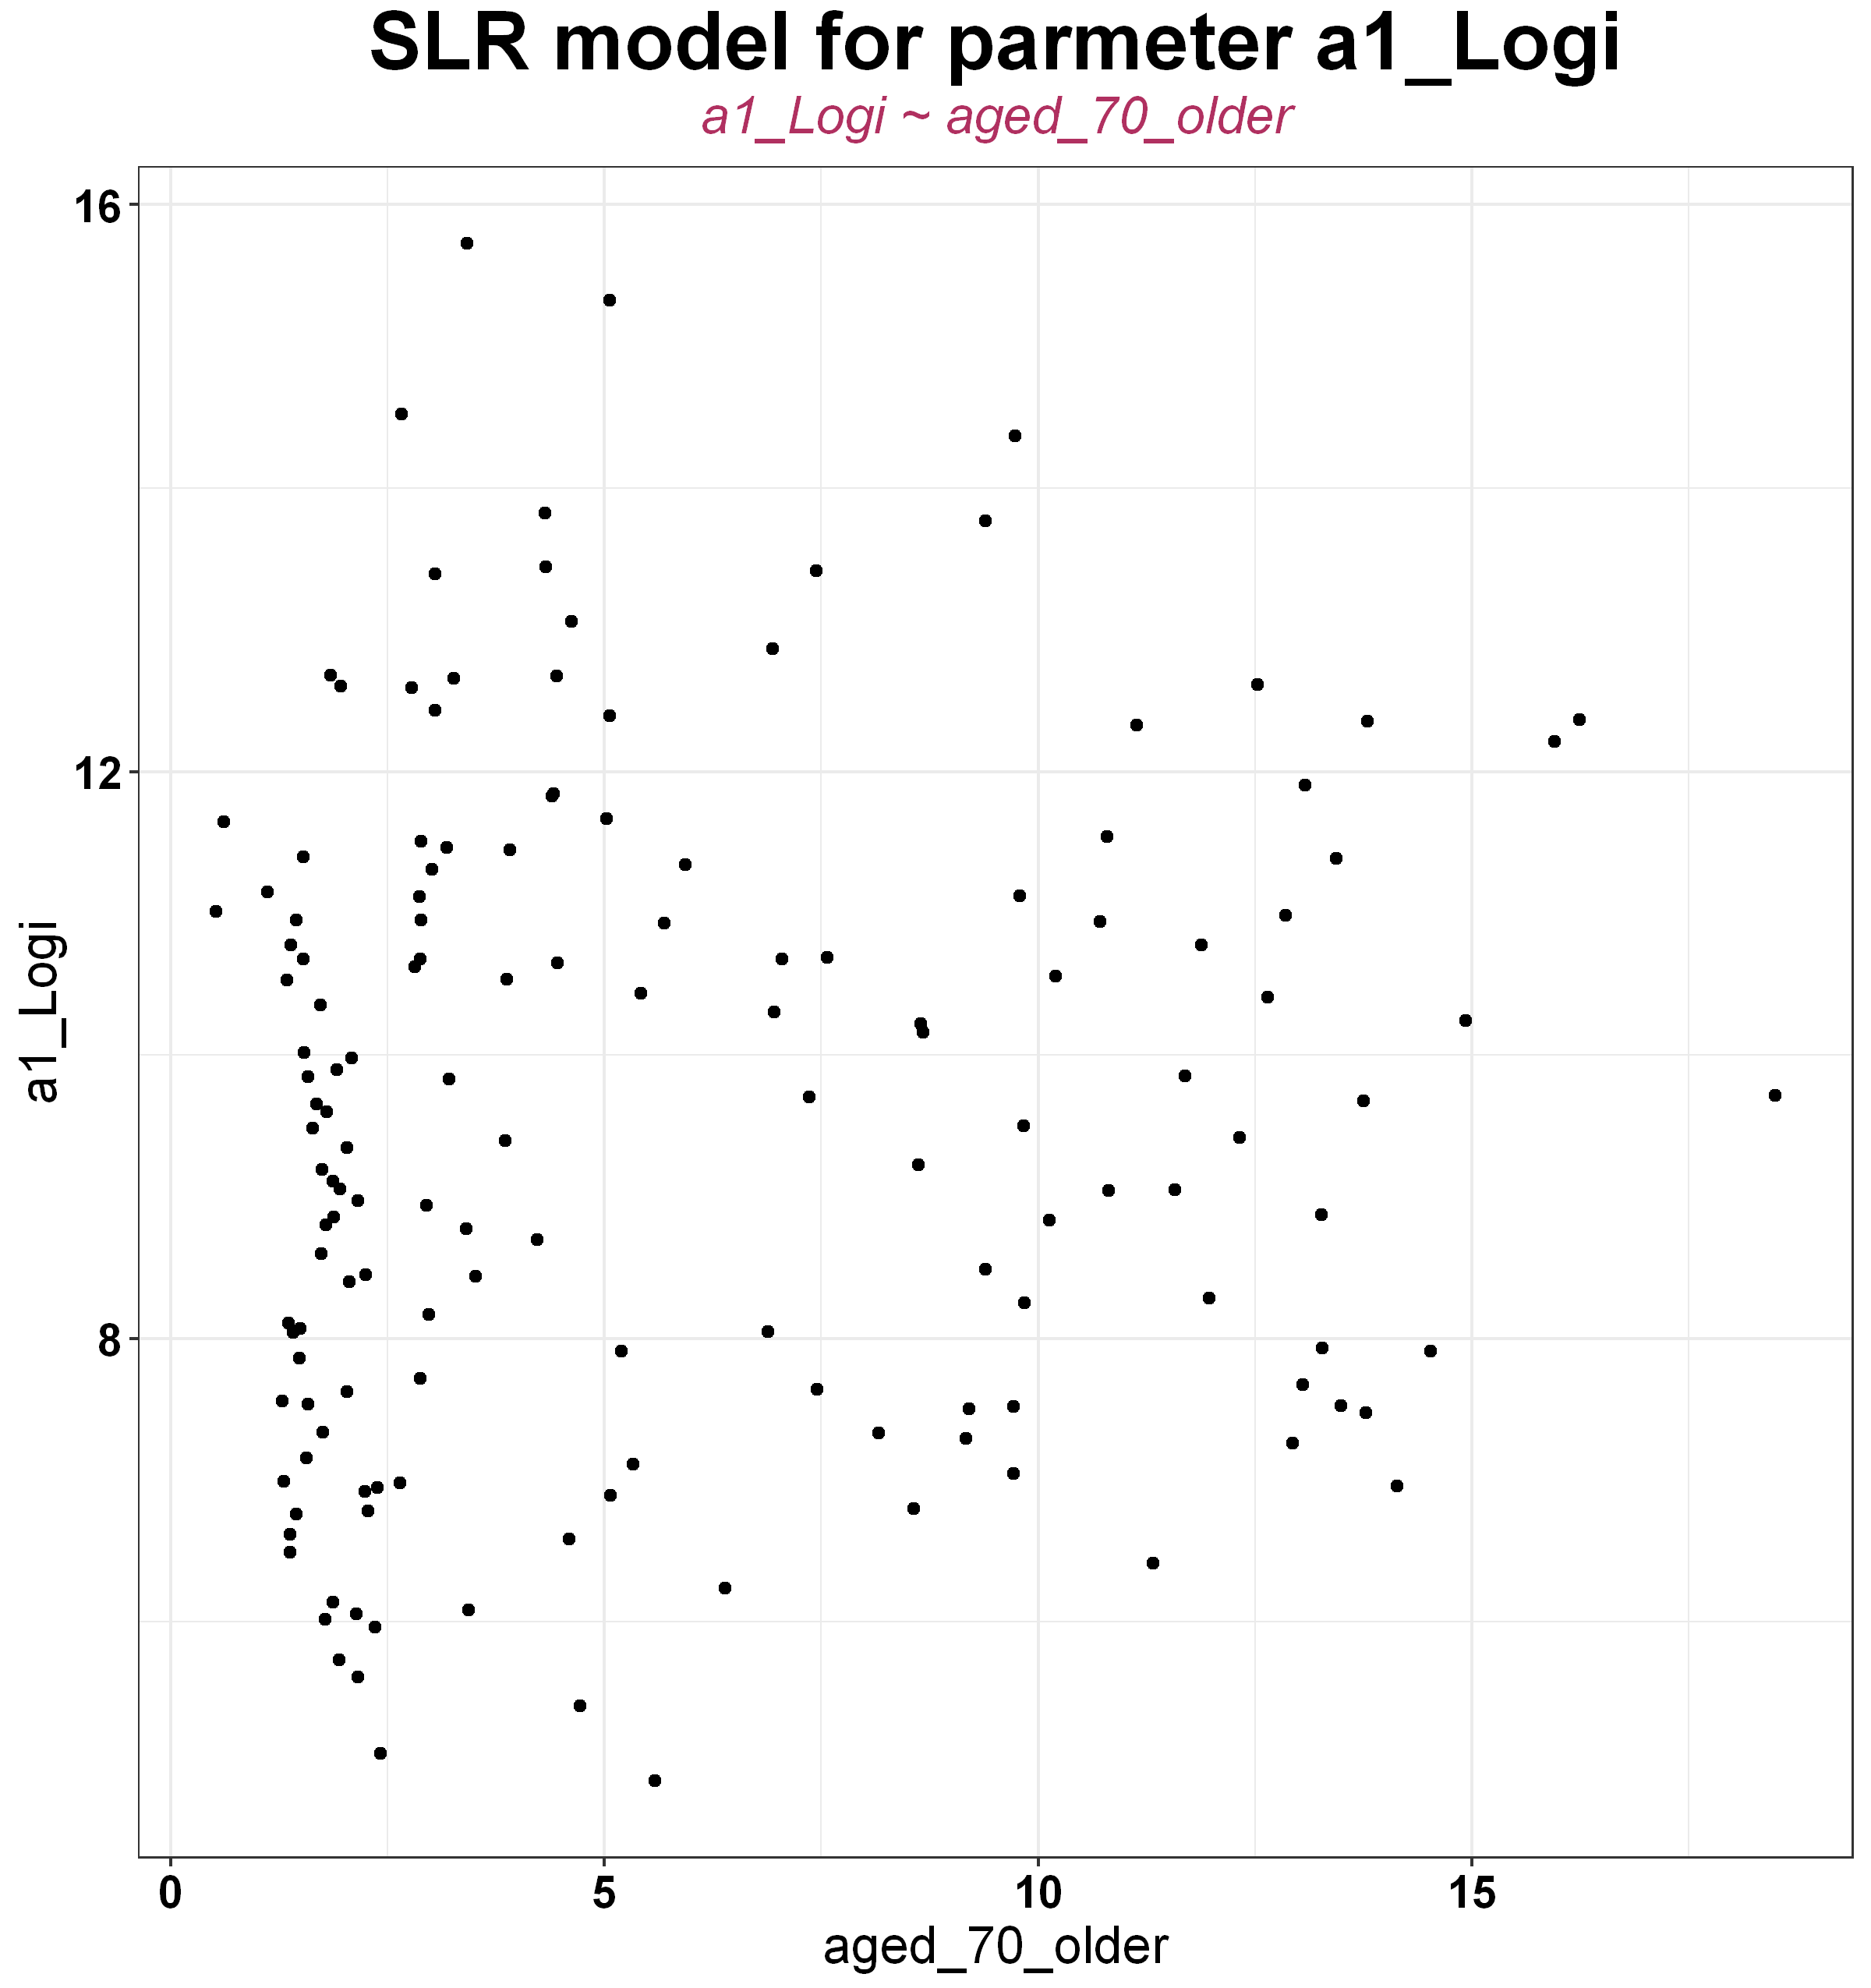 SLR model for parmeter a1_Logi
a1_Logi ~ aged_70_older
16
12
8
a1_Logi
0 5 10 15
aged_70_older